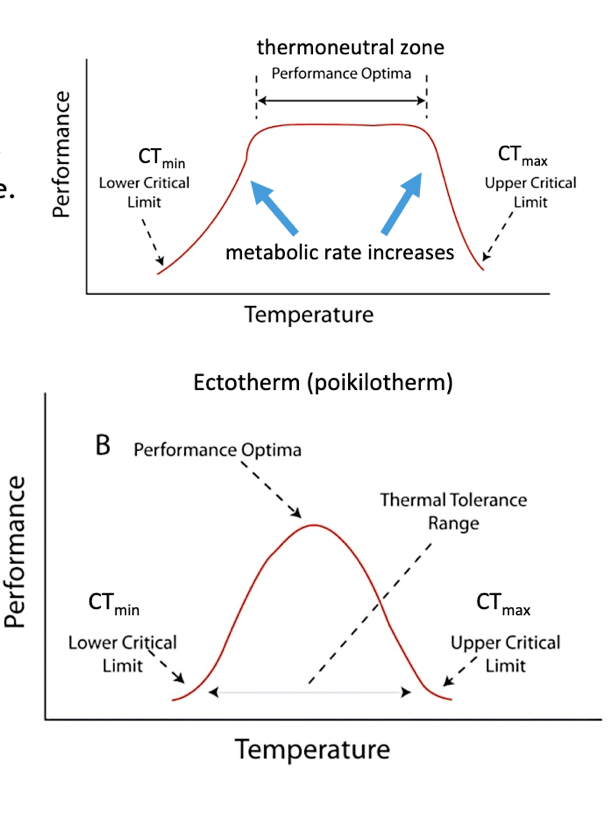 thermoneutral zone
Performance Optima
CTmin
Lower Critical
Limit
CTmax
Upper Critical
Limit
e.
Performance
metabolic rate increases
Temperature
Ectotherm (poikilotherm)
B
Performance Optima
Thermal Tolerance
Range
CTmin
Lower Critical
Limit
CTmax
Upper Critical
Limit
Performance
Temperature